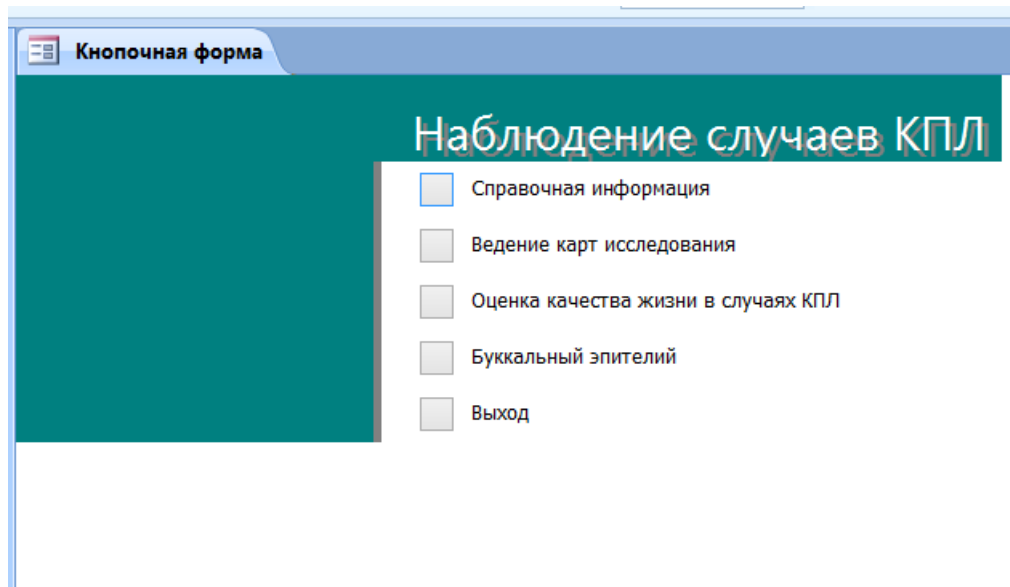 Кнопочная форма
Наблюдение случаев КПЛ
Справочная информация
Ведение карт исследования
Оценка качества жизни в случаях КПЛ
Буккальный эпителий
Выход